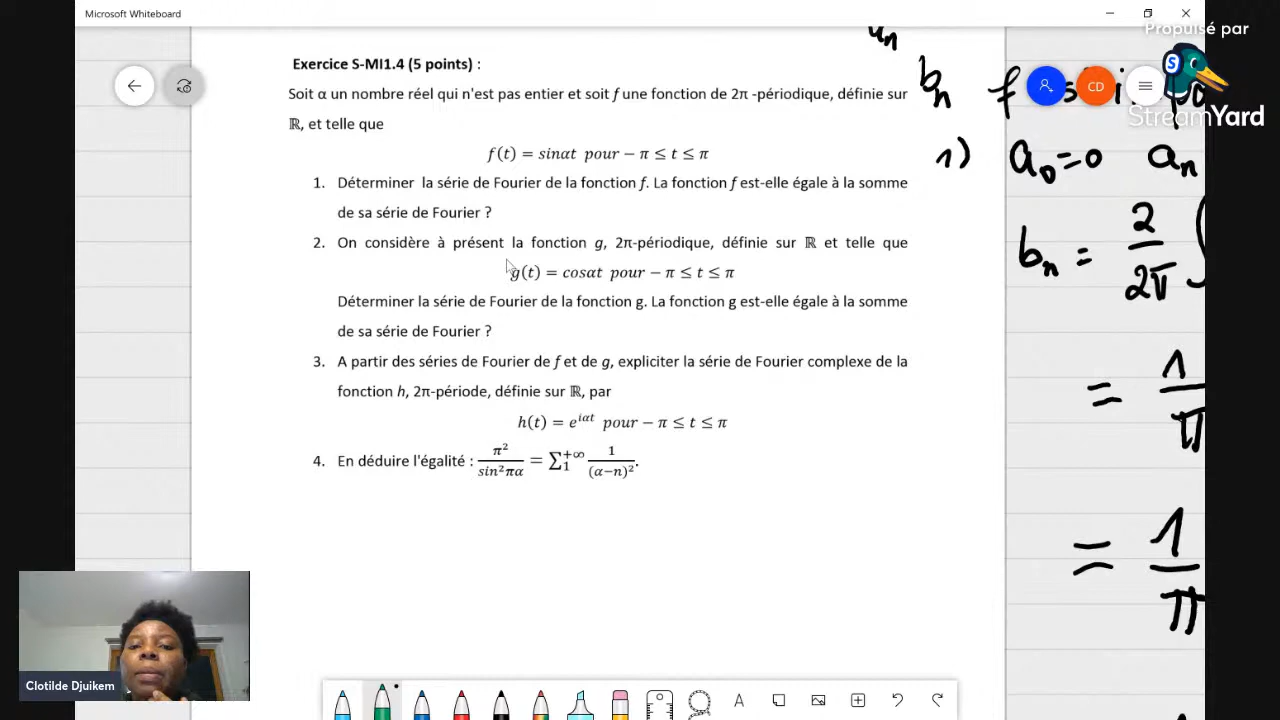 Microsoft Whiteboard
Propulsé par
StreamYard
CD
Exercice S-MI1.4 (5 points) :
Soit α un nombre réel qui n'est pas entier et soit f une fonction de 2π -périodique, définie sur
ℝ, et telle que
f(t) = sinαt pour − π ≤ t ≤ π
1. Déterminer la série de Fourier de la fonction f. La fonction f est-elle égale à la somme
de sa série de Fourier ?
2. On considère à présent la fonction g, 2π-périodique, définie sur ℝ et telle que
g(t) = cosαt pour − π ≤ t ≤ π
Déterminer la série de Fourier de la fonction g. La fonction g est-elle égale à la somme
de sa série de Fourier ?
3. A partir des séries de Fourier de f et de g, expliciter la série de Fourier complexe de la
fonction h, 2π-période, définie sur ℝ, par
h(t) = e^{iαt} pour − π ≤ t ≤ π
4. En déduire l'égalité : π²/sin²πα = ∑₁^{+∞} 1/(α−n)².
bn f
1) a₀=0 an
bn = 2/2π
= 1/π
= 1/π
Clotilde Djuikem